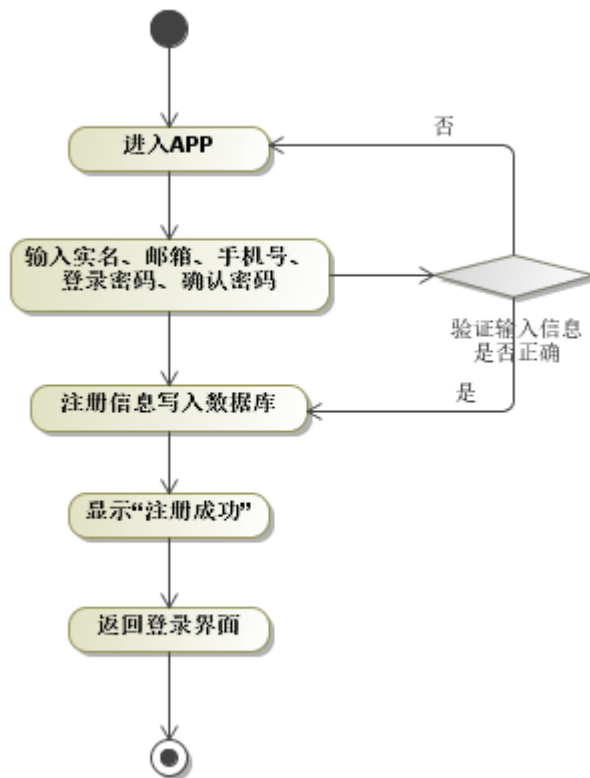 进入APP
否
输入实名、邮箱、手机号、
登录密码、确认密码
验证输入信息
是否正确
是
注册信息写入数据库
显示“注册成功”
返回登录界面